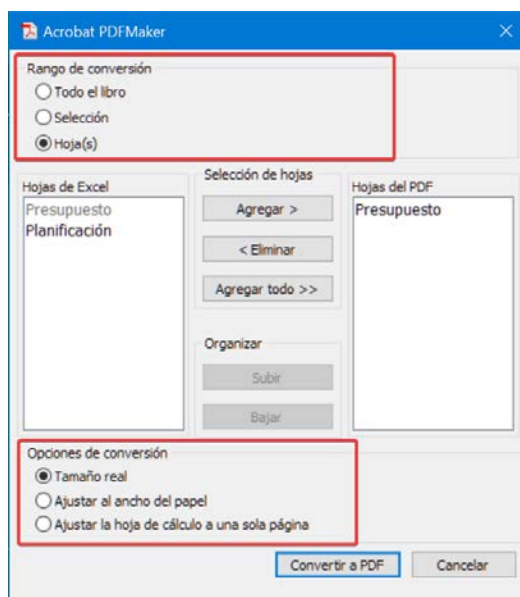 Acrobat PDFMaker
Rango de conversión
Todo el libro
Selección
Hoja(s)
Hojas de Excel
Presupuesto
Planificación
Selección de hojas
Agregar >
< Eliminar
Agregar todo >>
Organizar
Subir
Bajar
Hojas del PDF
Presupuesto
Opciones de conversión
Tamaño real
Ajustar al ancho del papel
Ajustar la hoja de cálculo a una sola página
Convertir a PDF
Cancelar